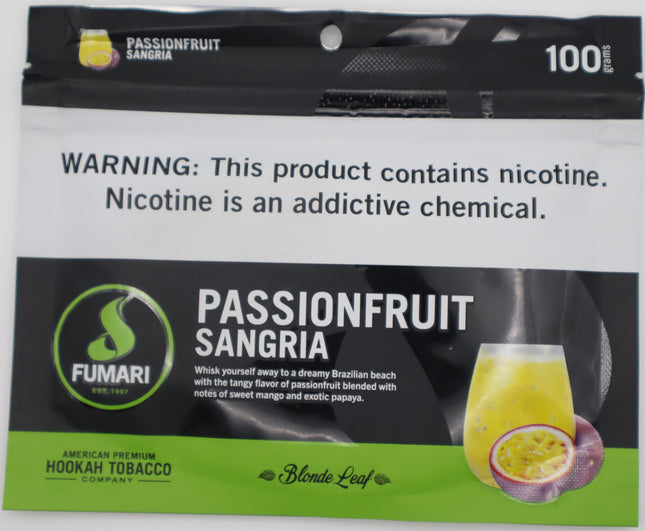 PASSIONFRUIT
SANGRIA
100 grams
WARNING: This product contains nicotine.
Nicotine is an addictive chemical.
PASSIONFRUIT
SANGRIA
Whisk yourself away to a dreamy Brazilian beach
with the tangy flavor of passionfruit blended with
notes of sweet mango and exotic papaya.
FUMARI
EST. 1997
AMERICAN PREMIUM
HOOKAH TOBACCO
COMPANY
Blonde Leaf